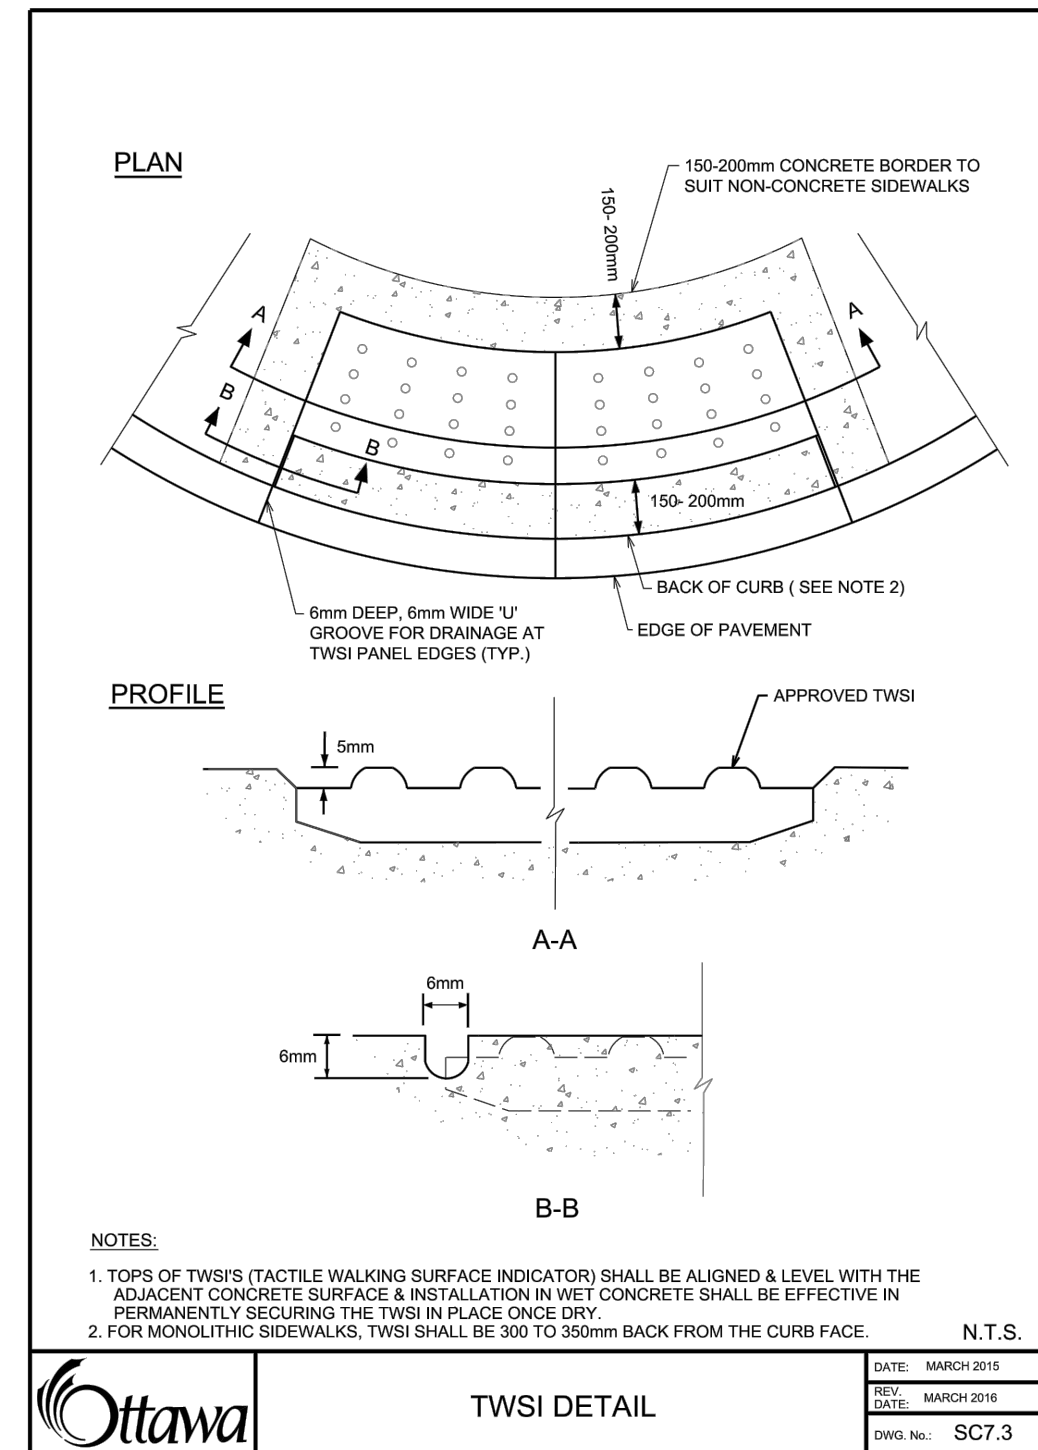 PLAN
150-200mm CONCRETE BORDER TO
SUIT NON-CONCRETE SIDEWALKS
150- 200mm
A
A
B
B
150- 200mm
BACK OF CURB ( SEE NOTE 2)
6mm DEEP, 6mm WIDE 'U'
GROOVE FOR DRAINAGE AT
TWSI PANEL EDGES (TYP.)
EDGE OF PAVEMENT
PROFILE
APPROVED TWSI
5mm
A-A
6mm
6mm
B-B
NOTES:
1. TOPS OF TWSI'S (TACTILE WALKING SURFACE INDICATOR) SHALL BE ALIGNED & LEVEL WITH THE
ADJACENT CONCRETE SURFACE & INSTALLATION IN WET CONCRETE SHALL BE EFFECTIVE IN
PERMANENTLY SECURING THE TWSI IN PLACE ONCE DRY.
2. FOR MONOLITHIC SIDEWALKS, TWSI SHALL BE 300 TO 350mm BACK FROM THE CURB FACE.
N.T.S.
Ottawa
TWSI DETAIL
DATE: MARCH 2015
REV.
DATE: MARCH 2016
DWG. No.: SC7.3